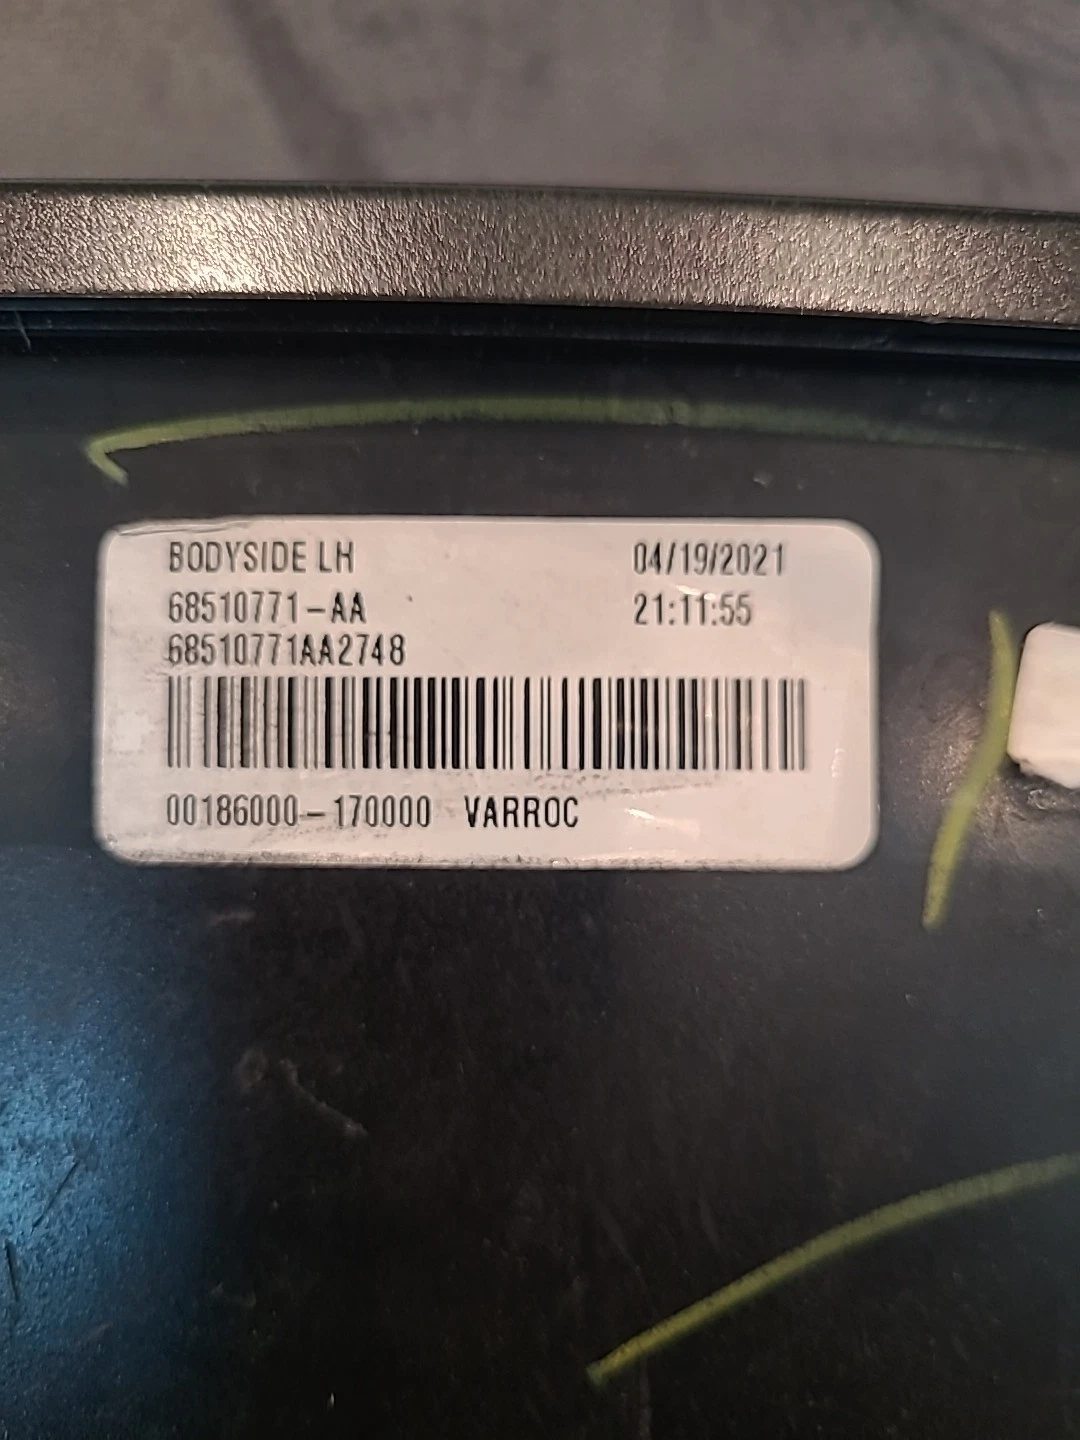 BODYSIDE LH 04/19/2021
68510771-AA 21:11:55
68510771AA2748
00186000-170000 VARROC